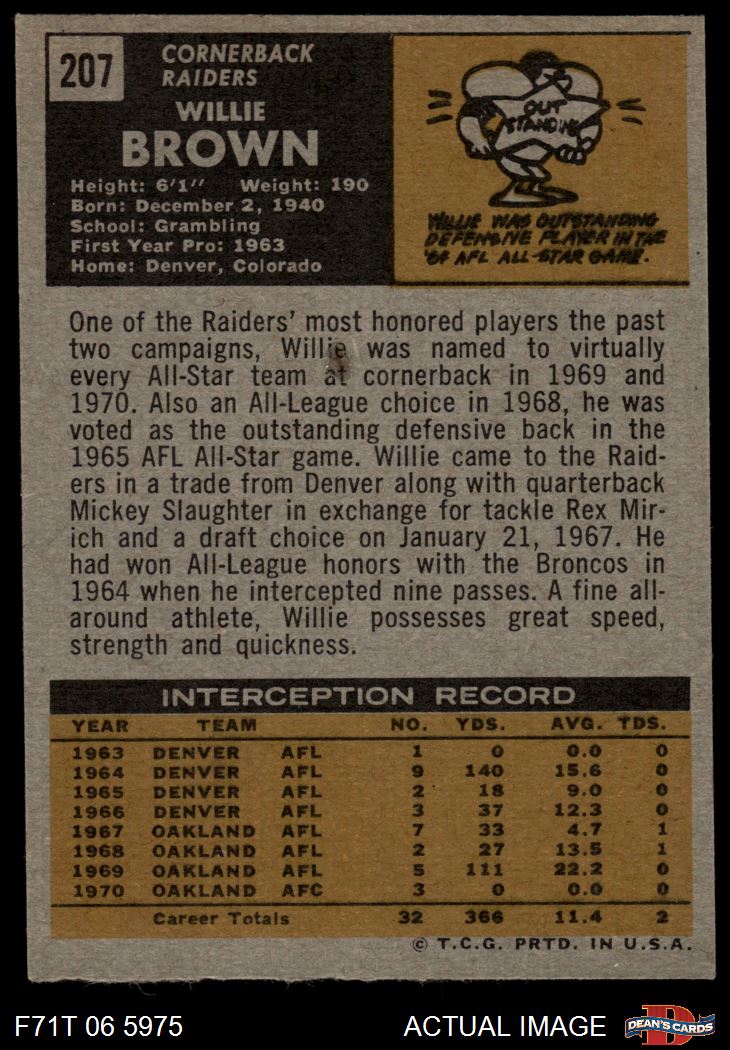 207
CORNERBACK
RAIDERS
WILLIE
BROWN
Height: 6'1" Weight: 190
Born: December 2, 1940
School: Grambling
First Year Pro: 1963
Home: Denver, Colorado
OUT
STANDING
WILLIE WAS OUTSTANDING
DEFENSIVE PLAYER IN THE
'64 AFL ALL-STAR GAME.
One of the Raiders' most honored players the past
two campaigns, Willie was named to virtually
every All-Star team at cornerback in 1969 and
1970. Also an All-League choice in 1968, he was
voted as the outstanding defensive back in the
1965 AFL All-Star game. Willie came to the Raid-
ers in a trade from Denver along with quarterback
Mickey Slaughter in exchange for tackle Rex Mir-
ich and a draft choice on January 21, 1967. He
had won All-League honors with the Broncos in
1964 when he intercepted nine passes. A fine all-
around athlete, Willie possesses great speed,
strength and quickness.
INTERCEPTION RECORD
YEAR TEAM NO. YDS. AVG. TDS.
1963 DENVER AFL 1 0 0.0 0
1964 DENVER AFL 9 140 15.6 0
1965 DENVER AFL 2 18 9.0 0
1966 DENVER AFL 3 37 12.3 0
1967 OAKLAND AFL 7 33 4.7 1
1968 OAKLAND AFL 2 27 13.5 1
1969 OAKLAND AFL 5 111 22.2 0
1970 OAKLAND AFC 3 0 0.0 0
Career Totals 32 366 11.4 2
© T.C.G. PRTD. IN U.S.A.
F71T 06 5975 ACTUAL IMAGE D DEAN'S CARDS